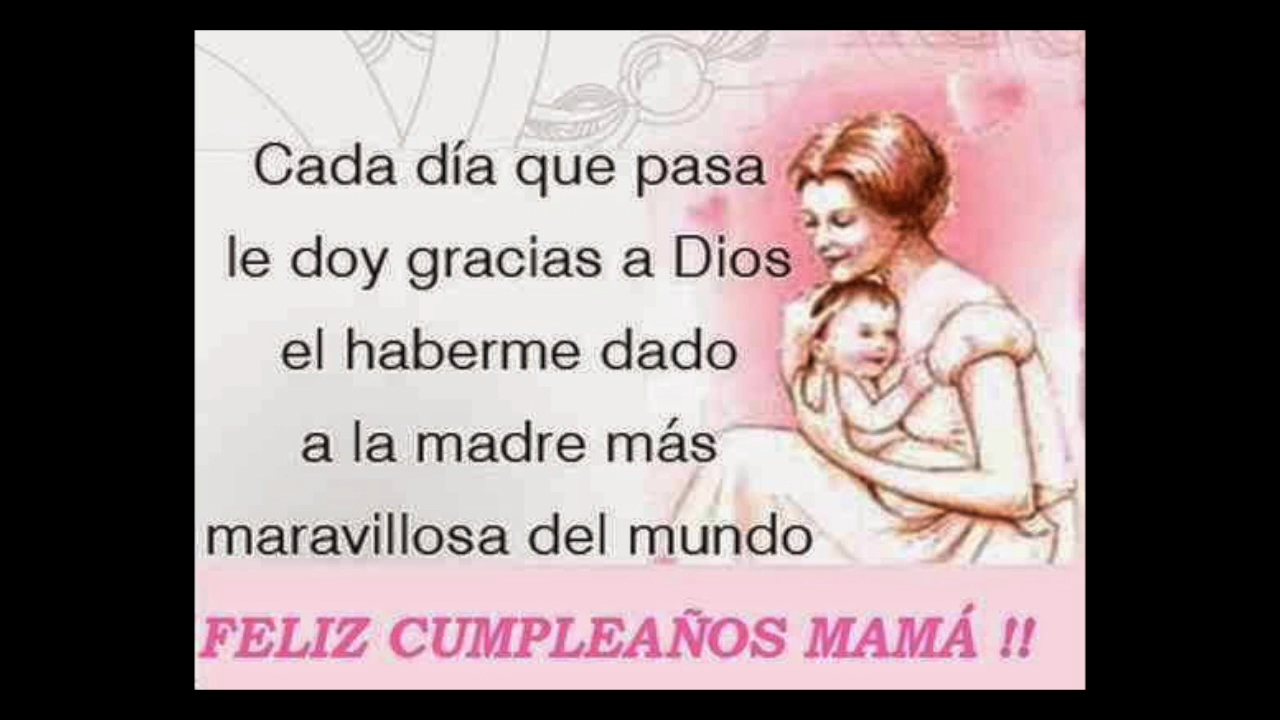 Cada día que pasa
le doy gracias a Dios
el haberme dado
a la madre más
maravillosa del mundo
FELIZ CUMPLEAÑOS MAMÁ !!